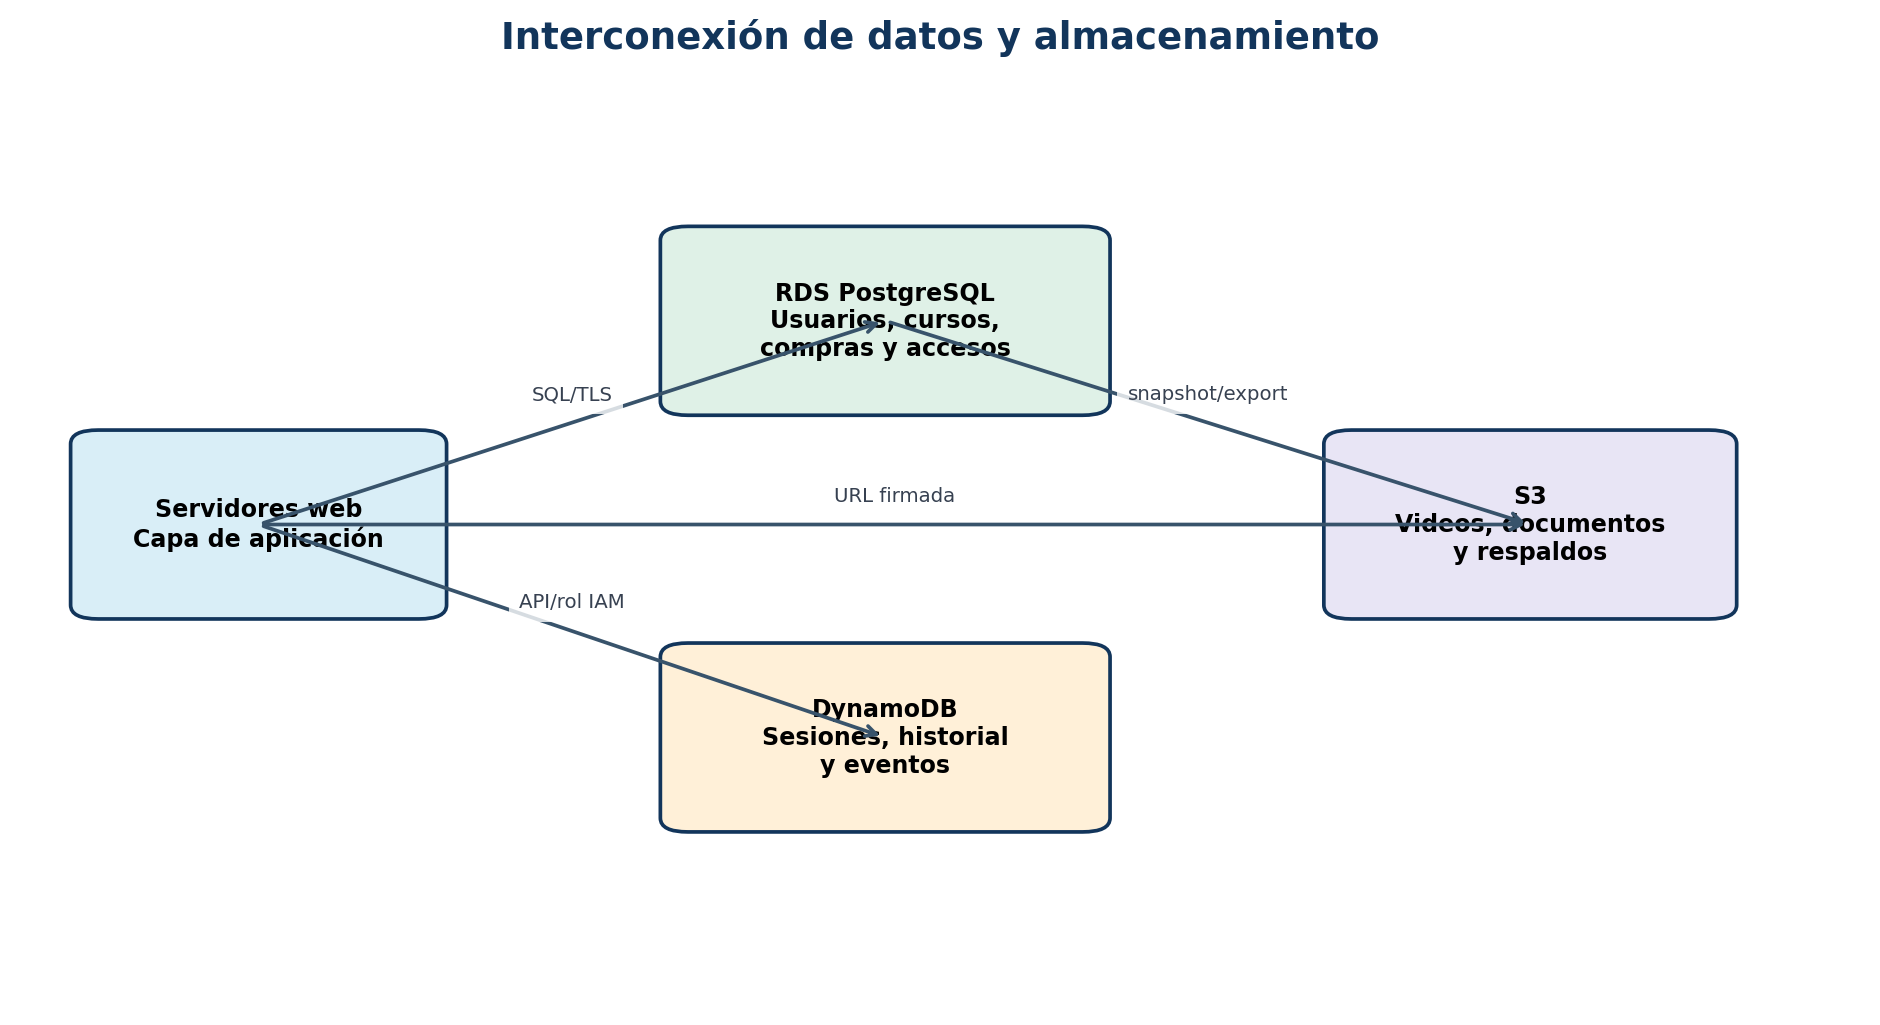 Interconexión de datos y almacenamiento
RDS PostgreSQL
Usuarios, cursos,
compras y accesos
SQL/TLS
snapshot/export
Servidores web
Capa de aplicación
URL firmada
S3
Videos, documentos
y respaldos
API/rol IAM
DynamoDB
Sesiones, historial
y eventos